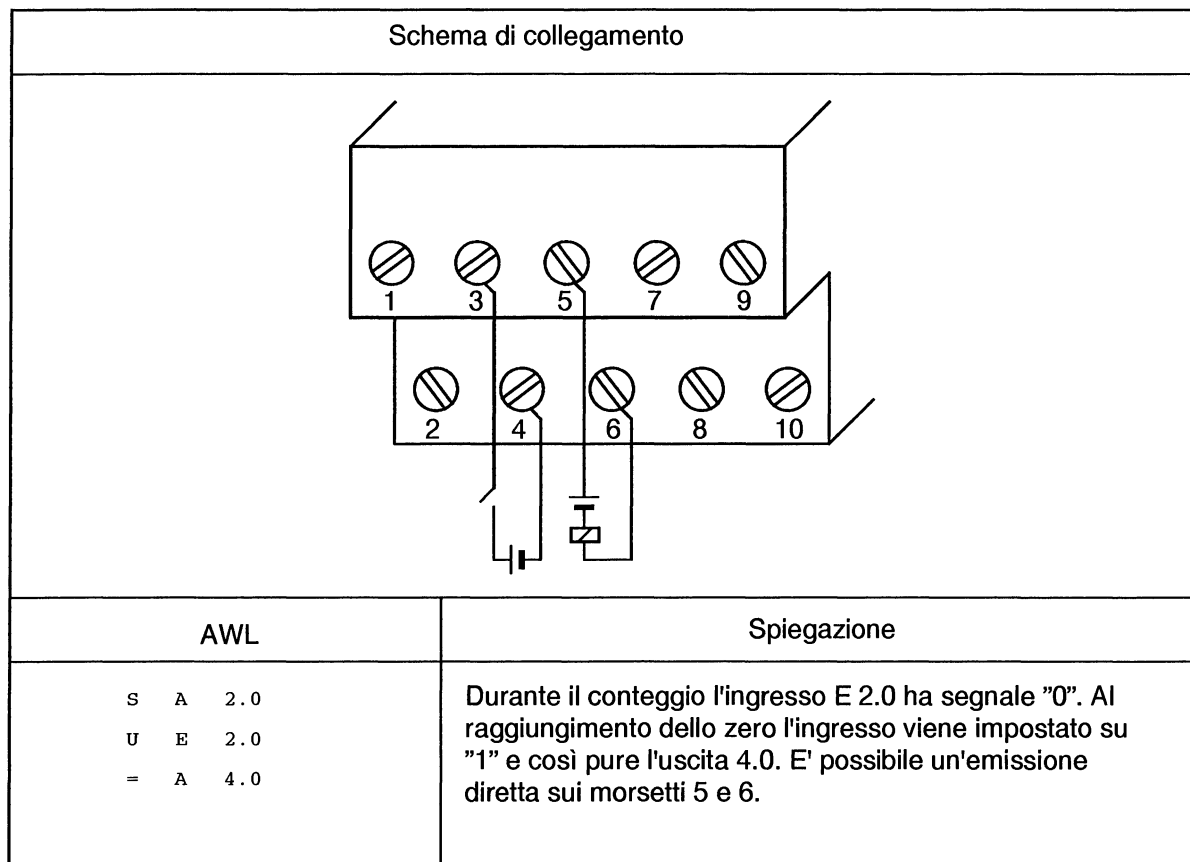 Schema di collegamento
1 3 5 7 9
2 4 6 8 10
AWL
Spiegazione
S A 2.0
U E 2.0
= A 4.0
Durante il conteggio l'ingresso E 2.0 ha segnale ”0”. Al
raggiungimento dello zero l'ingresso viene impostato su
”1” e così pure l'uscita 4.0. E' possibile un'emissione
diretta sui morsetti 5 e 6.